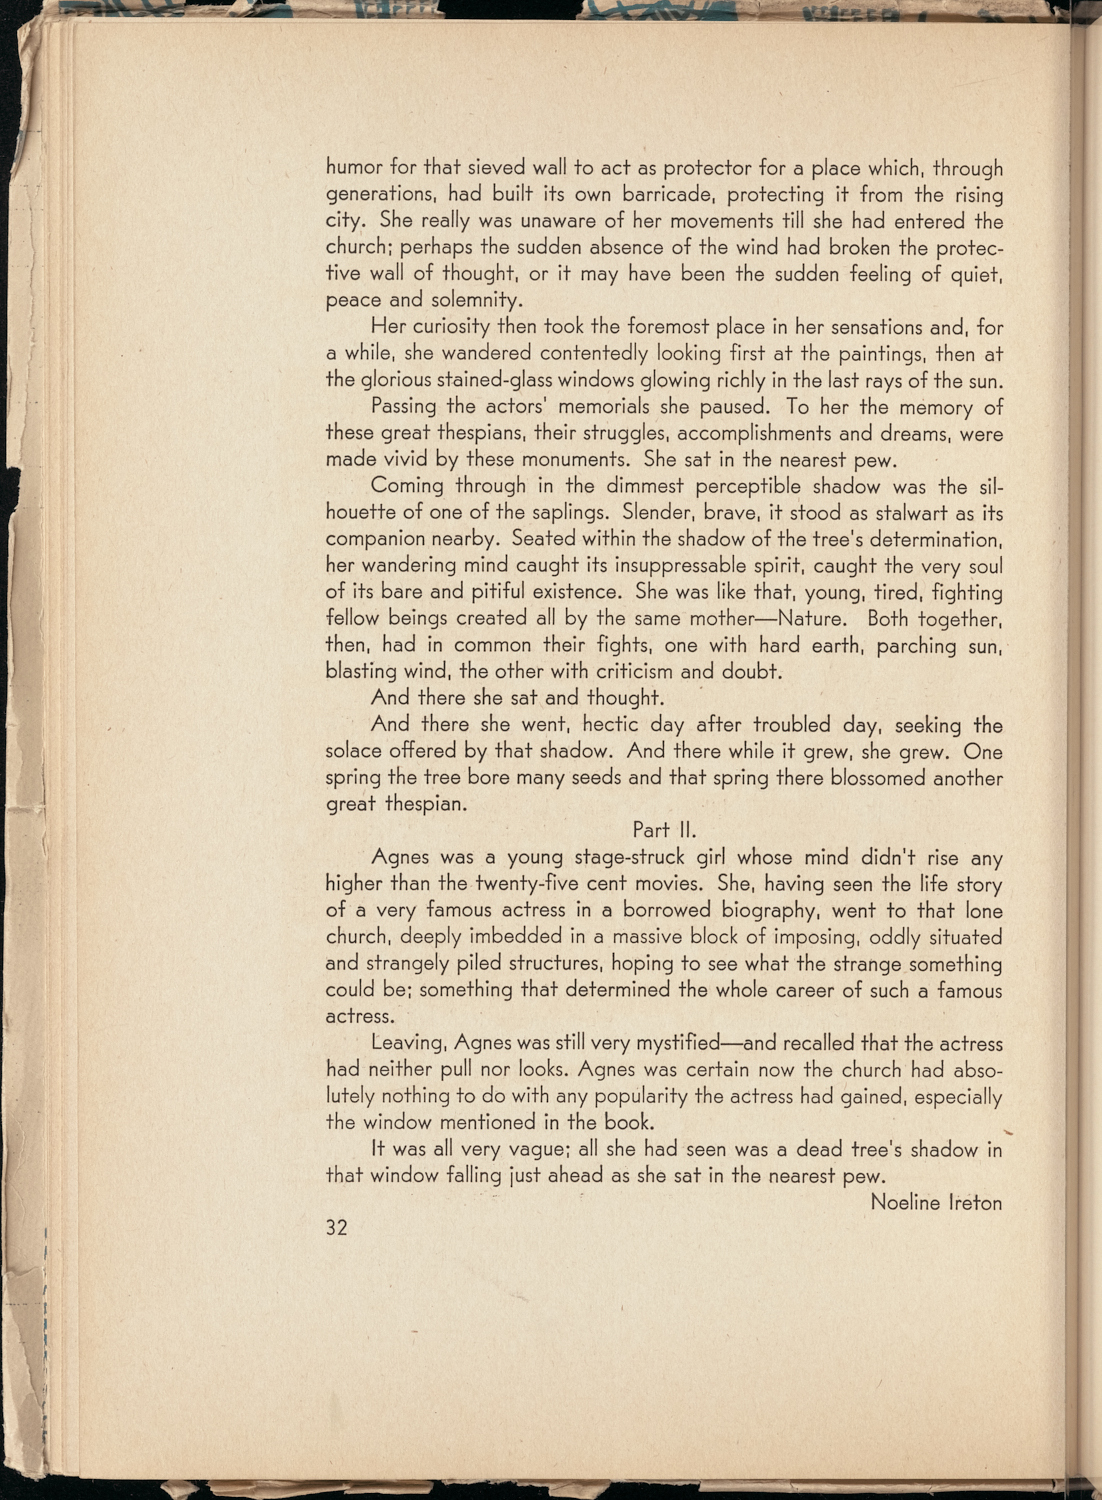 humor for that sieved wall to act as protector for a place which, through
generations, had built its own barricade, protecting it from the rising
city. She really was unaware of her movements till she had entered the
church; perhaps the sudden absence of the wind had broken the protec-
tive wall of thought, or it may have been the sudden feeling of quiet,
peace and solemnity.
Her curiosity then took the foremost place in her sensations and, for
a while, she wandered contentedly looking first at the paintings, then at
the glorious stained-glass windows glowing richly in the last rays of the sun.
Passing the actors' memorials she paused. To her the memory of
these great thespians, their struggles, accomplishments and dreams, were
made vivid by these monuments. She sat in the nearest pew.
Coming through in the dimmest perceptible shadow was the sil-
houette of one of the saplings. Slender, brave, it stood as stalwart as its
companion nearby. Seated within the shadow of the tree's determination,
her wandering mind caught its insuppressable spirit, caught the very soul
of its bare and pitiful existence. She was like that, young, tired, fighting
fellow beings created all by the same mother—Nature. Both together,
then, had in common their fights, one with hard earth, parching sun,
blasting wind, the other with criticism and doubt.
And there she sat and thought.
And there she went, hectic day after troubled day, seeking the
solace offered by that shadow. And there while it grew, she grew. One
spring the tree bore many seeds and that spring there blossomed another
great thespian.
Part II.
Agnes was a young stage-struck girl whose mind didn't rise any
higher than the twenty-five cent movies. She, having seen the life story
of a very famous actress in a borrowed biography, went to that lone
church, deeply imbedded in a massive block of imposing, oddly situated
and strangely piled structures, hoping to see what the strange something
could be; something that determined the whole career of such a famous
actress.
Leaving, Agnes was still very mystified—and recalled that the actress
had neither pull nor looks. Agnes was certain now the church had abso-
lutely nothing to do with any popularity the actress had gained, especially
the window mentioned in the book.
It was all very vague; all she had seen was a dead tree's shadow in
that window falling just ahead as she sat in the nearest pew.
Noeline Ireton
32